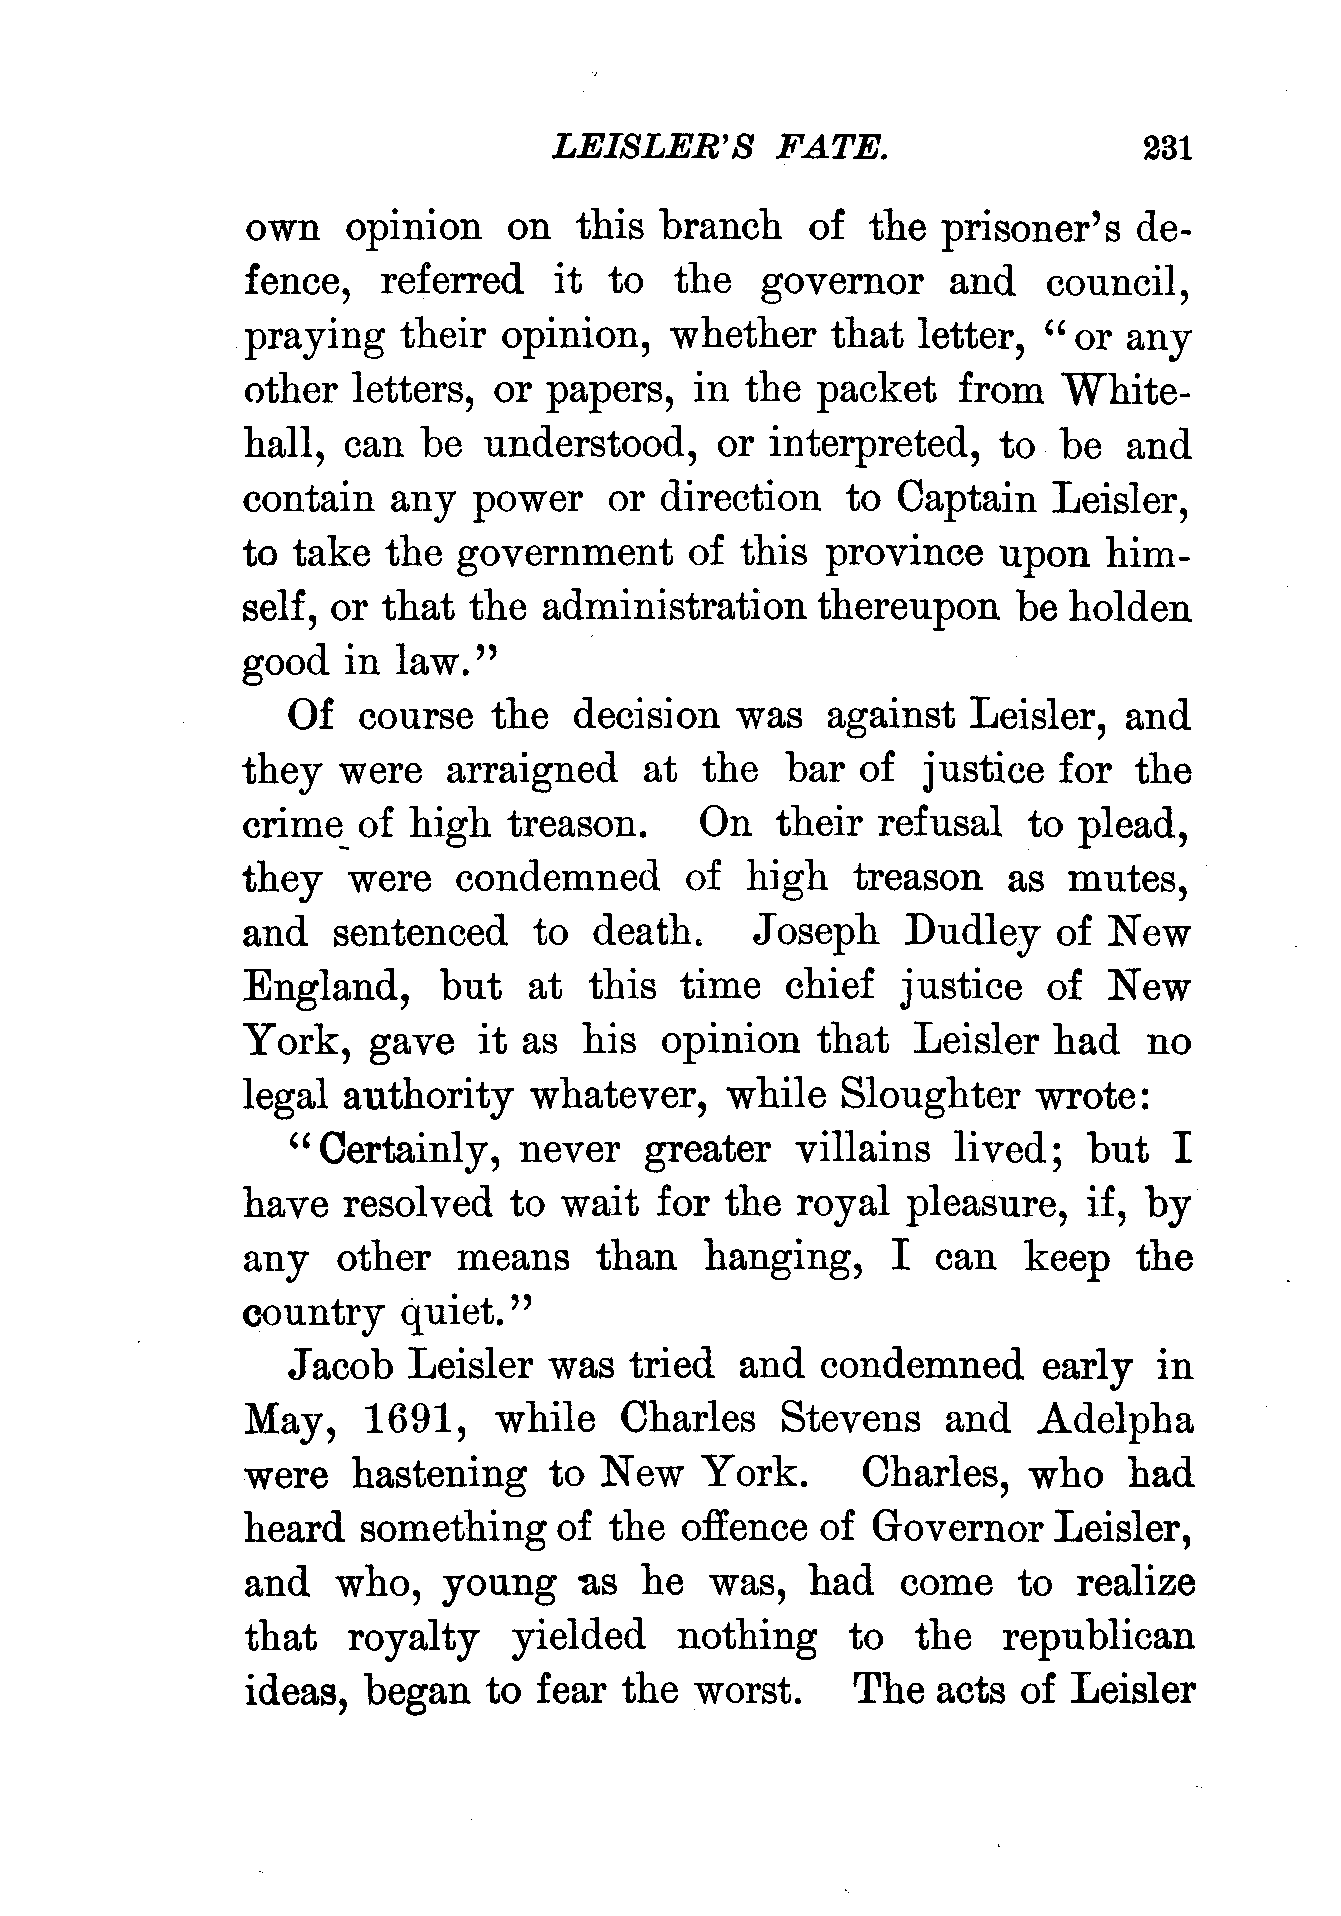 LEISLER'S FATE. 231
own opinion on this branch of the prisoner's de-
fence, referred it to the governor and council,
praying their opinion, whether that letter, "or any
other letters, or papers, in the packet from White-
hall, can be understood, or interpreted, to be and
contain any power or direction to Captain Leisler,
to take the government of this province upon him-
self, or that the administration thereupon be holden
good in law."
Of course the decision was against Leisler, and
they were arraigned at the bar of justice for the
crime of high treason. On their refusal to plead,
they were condemned of high treason as mutes,
and sentenced to death. Joseph Dudley of New
England, but at this time chief justice of New
York, gave it as his opinion that Leisler had no
legal authority whatever, while Sloughter wrote:
"Certainly, never greater villains lived; but I
have resolved to wait for the royal pleasure, if, by
any other means than hanging, I can keep the
country quiet."
Jacob Leisler was tried and condemned early in
May, 1691, while Charles Stevens and Adelpha
were hastening to New York. Charles, who had
heard something of the offence of Governor Leisler,
and who, young as he was, had come to realize
that royalty yielded nothing to the republican
ideas, began to fear the worst. The acts of Leisler